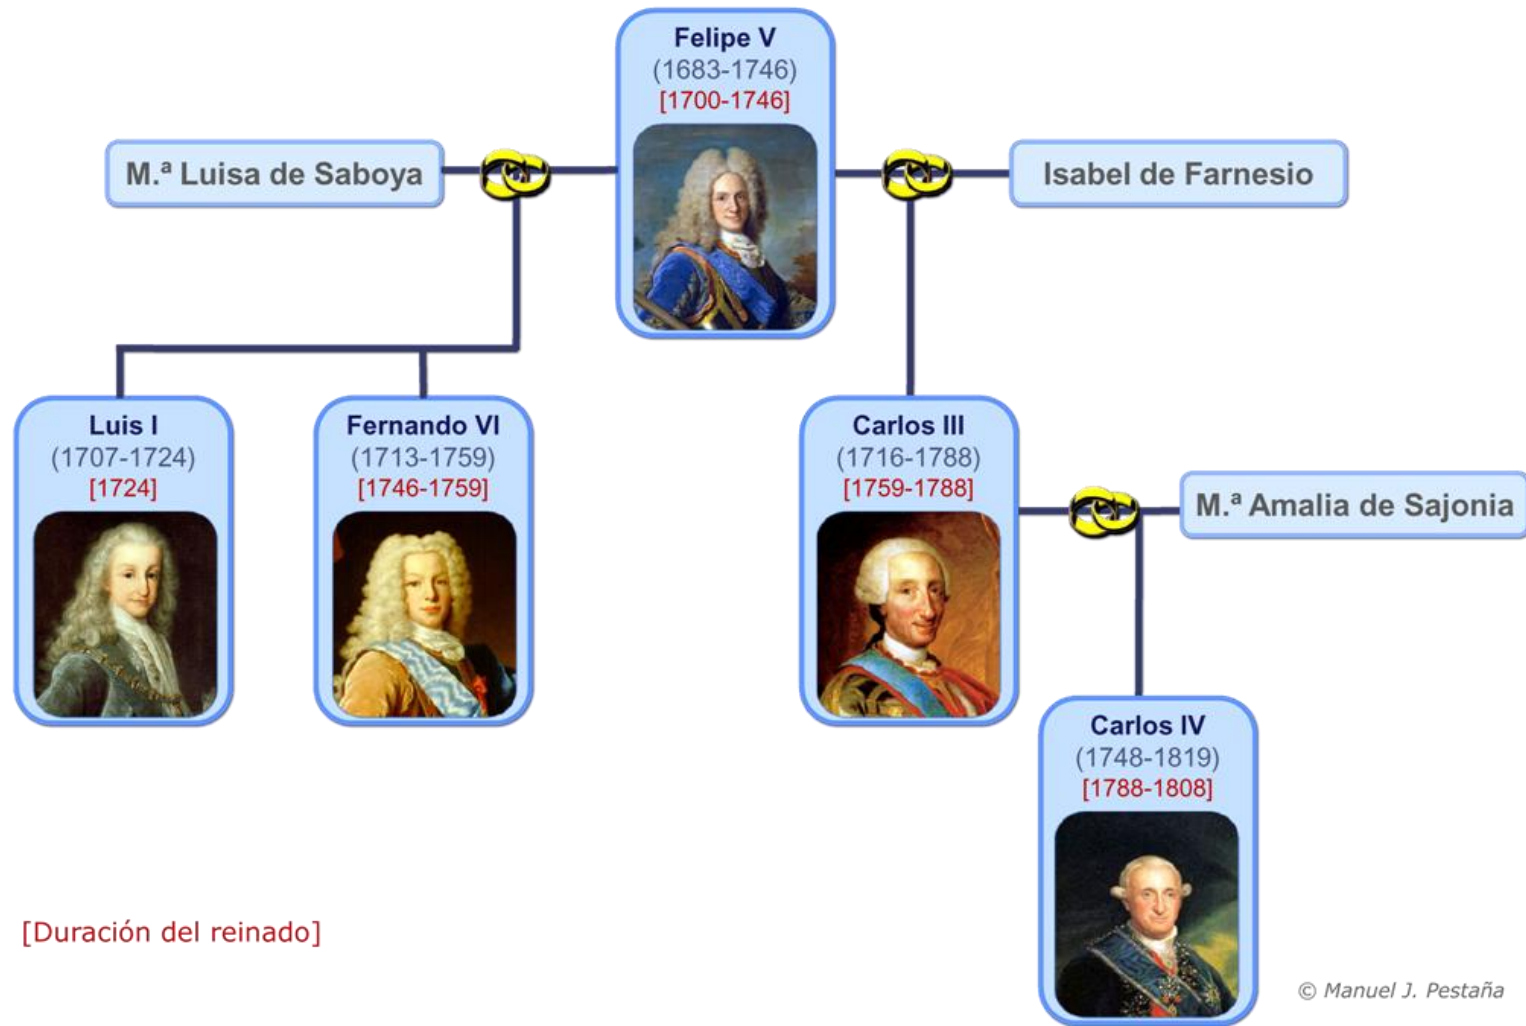 Felipe V
(1683-1746)
[1700-1746]
M.ª Luisa de Saboya
Isabel de Farnesio
Luis I
(1707-1724)
[1724]
Fernando VI
(1713-1759)
[1746-1759]
Carlos III
(1716-1788)
[1759-1788]
M.ª Amalia de Sajonia
Carlos IV
(1748-1819)
[1788-1808]
[Duración del reinado]
© Manuel J. Pestaña